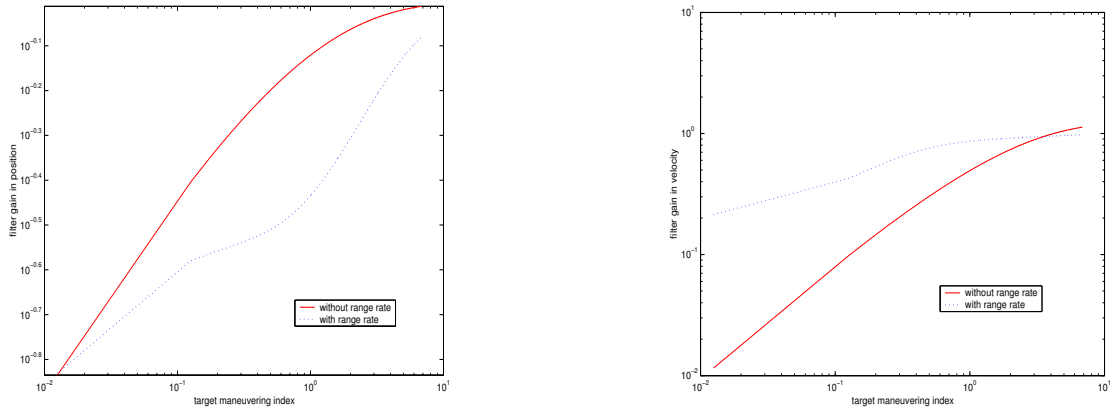 10^-0.1
10^-0.2
10^-0.3
10^-0.4
10^-0.5
10^-0.6
10^-0.7
10^-0.8
filter gain in position
without range rate
with range rate
10^-2
10^-1
10^0
10^1
target maneuvering index
10^1
10^0
10^-1
10^-2
filter gain in velocity
without range rate
with range rate
10^-2
10^-1
10^0
10^1
target maneuvering index